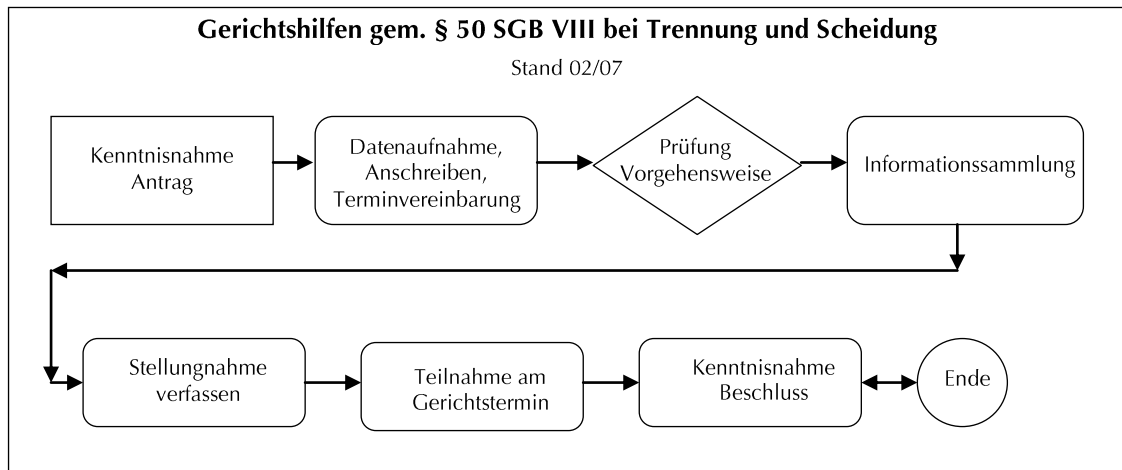 Gerichtshilfen gem. § 50 SGB VIII bei Trennung und Scheidung
Stand 02/07
Kenntnisnahme
Antrag
Datenaufnahme,
Anschreiben,
Terminvereinbarung
Prüfung
Vorgehensweise
Informationssammlung
Stellungnahme
verfassen
Teilnahme am
Gerichtstermin
Kenntnisnahme
Beschluss
Ende